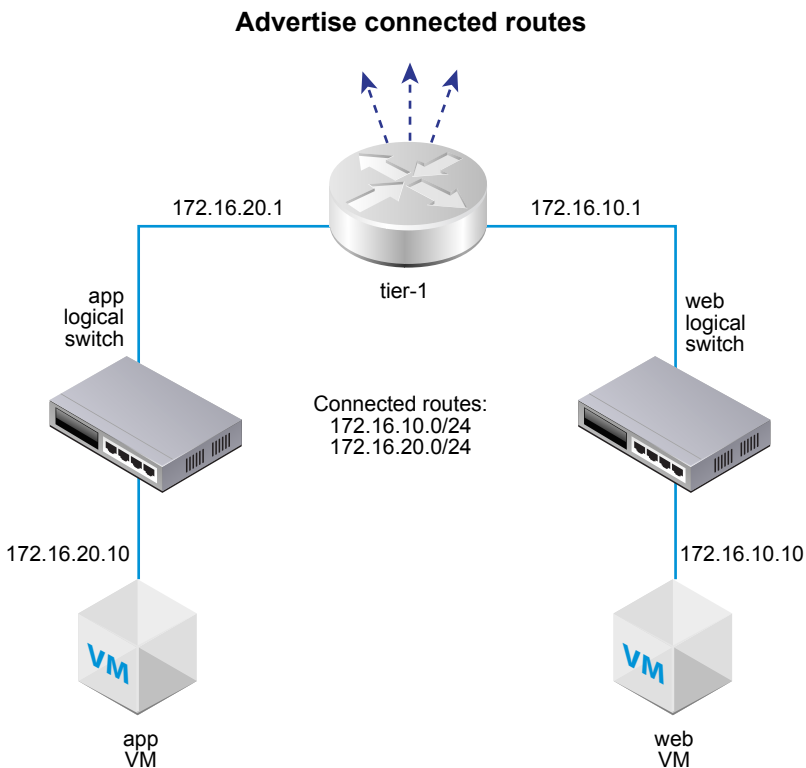 Advertise connected routes
172.16.20.1
172.16.10.1
tier-1
app
logical
switch
web
logical
switch
Connected routes:
172.16.10.0/24
172.16.20.0/24
172.16.20.10
172.16.10.10
VM
VM
app
VM
web
VM